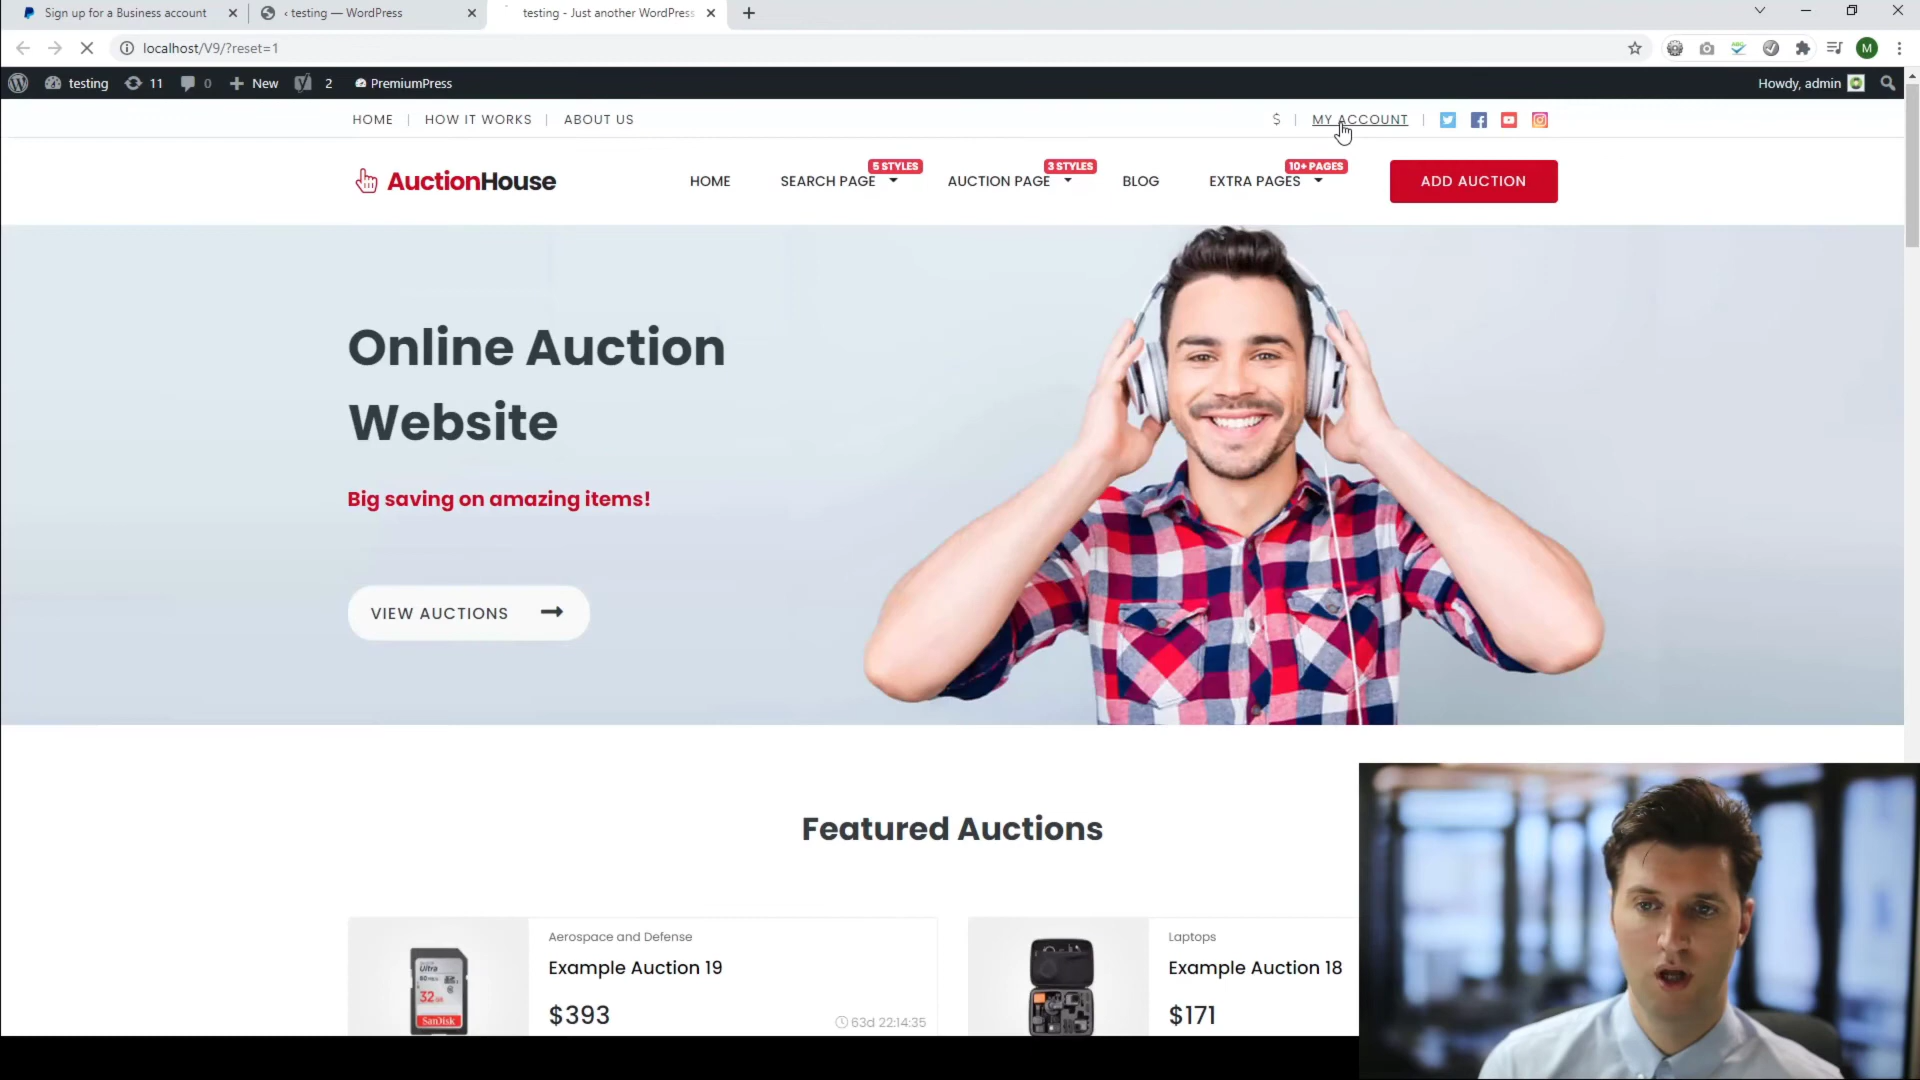 Sign up for a Business account
‹ testing — WordPress
testing - Just another WordPress
localhost/V9/?reset=1
M
testing
11
0
New
2
PremiumPress
Howdy, admin
HOME
HOW IT WORKS
ABOUT US
$
MY ACCOUNT
AuctionHouse
HOME
SEARCH PAGE
5 STYLES
AUCTION PAGE
3 STYLES
BLOG
EXTRA PAGES
10+ PAGES
ADD AUCTION
Online Auction
Website
Big saving on amazing items!
VIEW AUCTIONS
Featured Auctions
Aerospace and Defense
Example Auction 19
$393
63d 22:14:35
Ultra
32
SanDisk
Laptops
Example Auction 18
$171